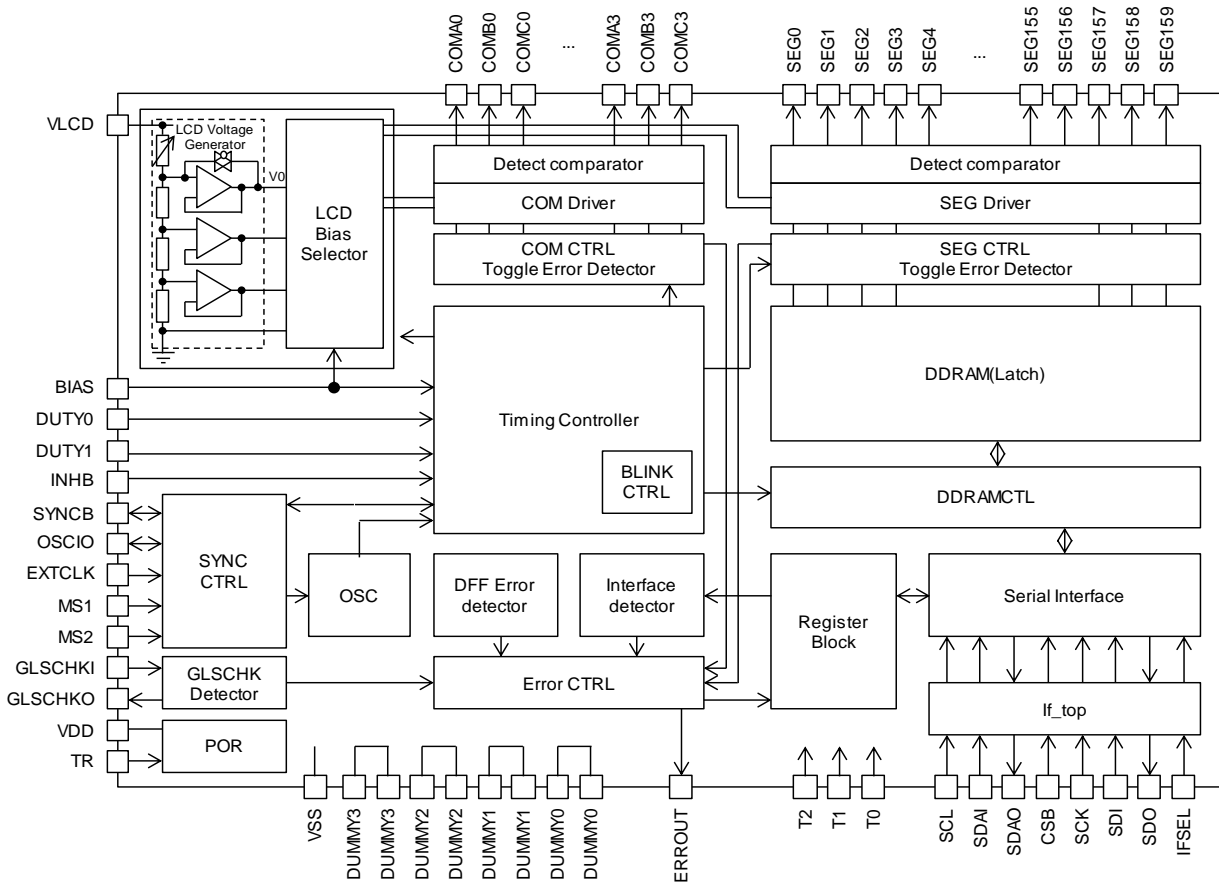 COMA0
COMB0
COMC0
...
COMA3
COMB3
COMC3
SEG0
SEG1
SEG2
SEG3
SEG4
...
SEG155
SEG156
SEG157
SEG158
SEG159
VLCD
LCD Voltage
Generator
V0
LCD
Bias
Selector
Detect comparator
COM Driver
COM CTRL
Toggle Error Detector
Detect comparator
SEG Driver
SEG CTRL
Toggle Error Detector
BIAS
DUTY0
DUTY1
INHB
SYNCB
OSCIO
EXTCLK
MS1
MS2
GLSCHKI
GLSCHKO
VDD
TR
Timing Controller
BLINK
CTRL
DDRAM(Latch)
DDRAMCTL
SYNC
CTRL
OSC
DFF Error
detector
Interface
detector
Register
Block
Serial Interface
GLSCHK
Detector
Error CTRL
If_top
POR
VSS
DUMMY3
DUMMY3
DUMMY2
DUMMY2
DUMMY1
DUMMY1
DUMMY0
DUMMY0
ERROUT
T2
T1
T0
SCL
SDAI
SDAO
CSB
SCK
SDI
SDO
IFSEL